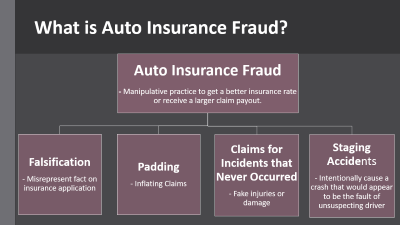 What is Auto Insurance Fraud?
Auto Insurance Fraud
- Manipulative practice to get a better insurance rate
or receive a larger claim payout.
Falsification
- Misrepresent fact on
insurance application
Padding
- Inflating Claims
Claims for
Incidents that
Never Occurred
- Fake injuries or
damage
Staging
Accidents
- Intentionally cause a
crash that would appear
to be the fault of
unsuspecting driver